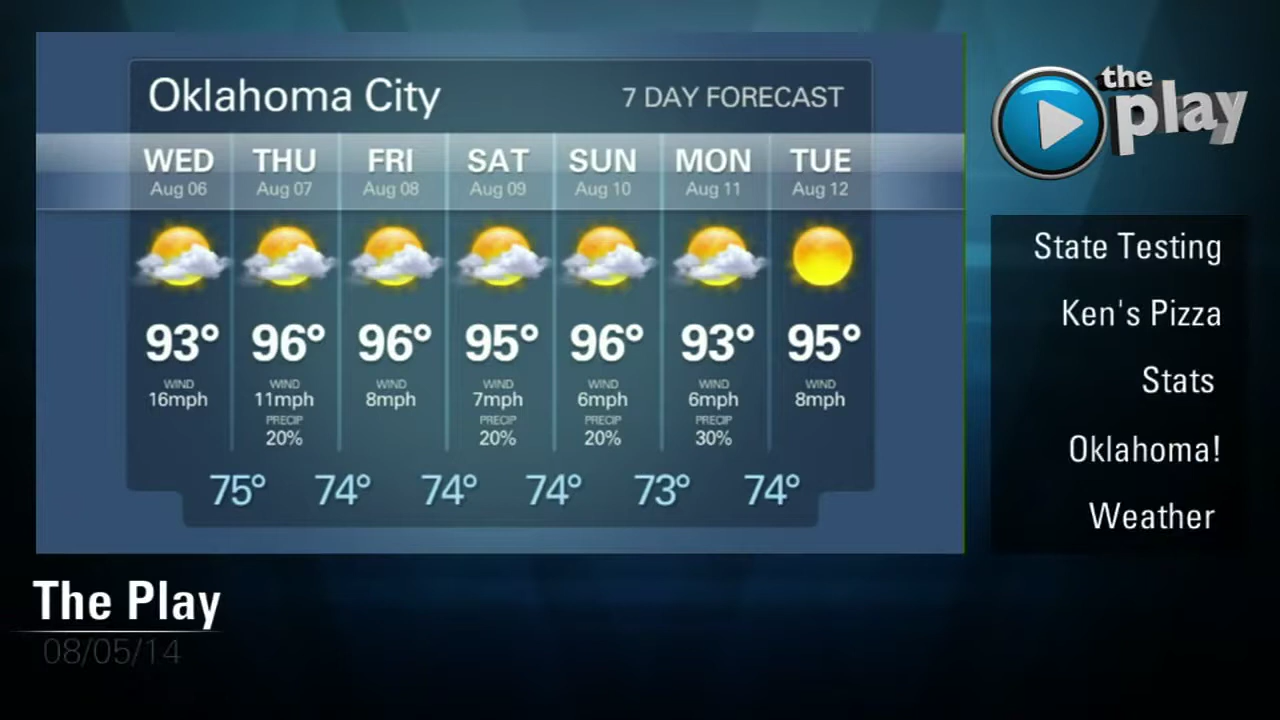 Oklahoma City 7 DAY FORECAST
WED THU FRI SAT SUN MON TUE
Aug 06 Aug 07 Aug 08 Aug 09 Aug 10 Aug 11 Aug 12
93° 96° 96° 95° 96° 93° 95°
WIND WIND WIND WIND WIND WIND WIND
16mph 11mph 8mph 7mph 6mph 6mph 8mph
PRECIP PRECIP PRECIP PRECIP
20% 20% 20% 30%
75° 74° 74° 74° 73° 74°
the
play
State Testing
Ken's Pizza
Stats
Oklahoma!
Weather
The Play
08/05/14